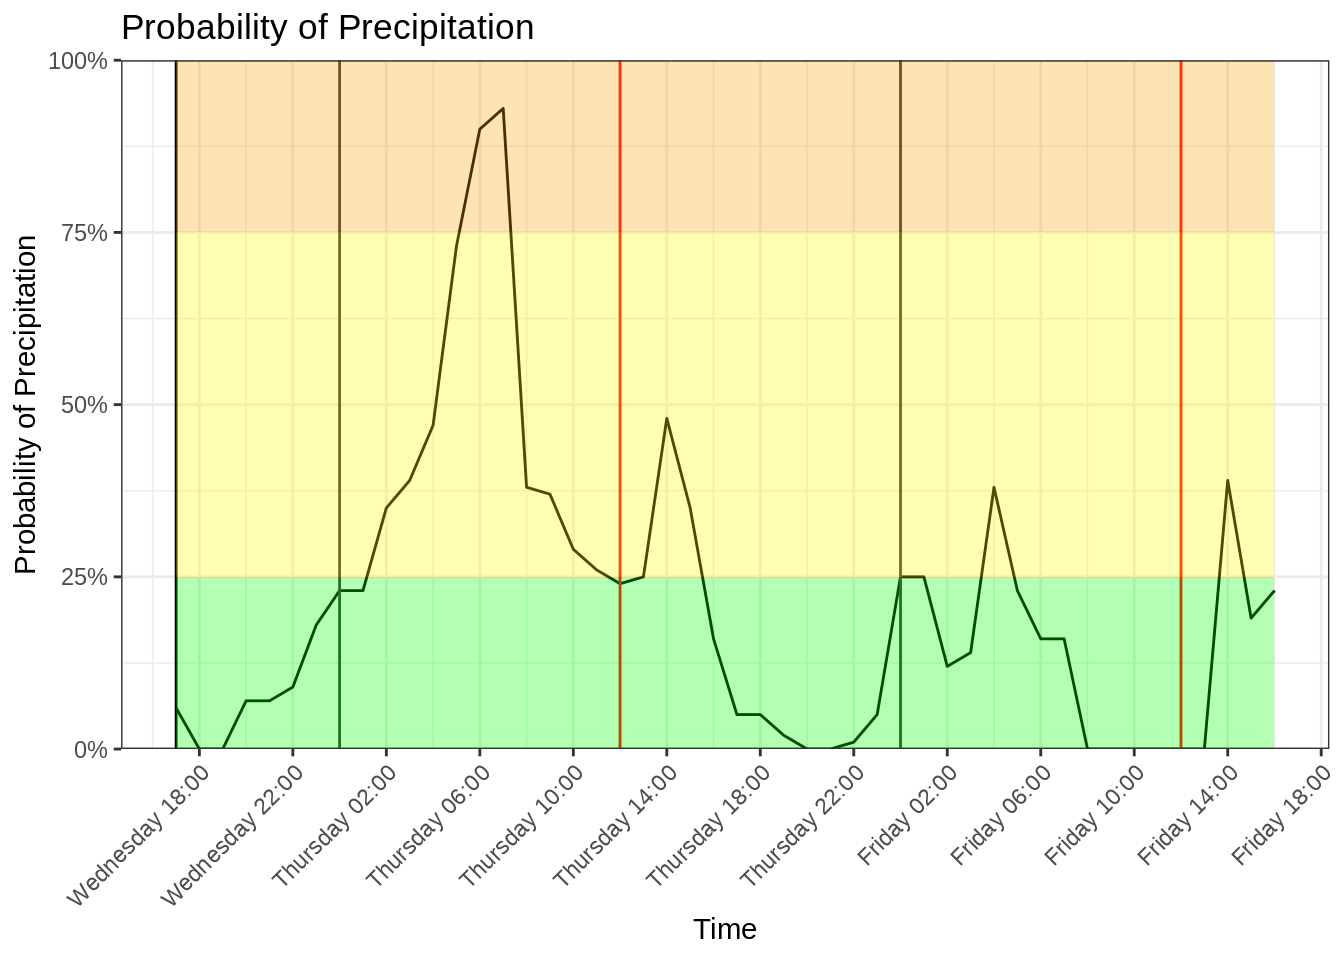 Probability of Precipitation
Probability of Precipitation
100%
75%
50%
25%
0%
Wednesday 18:00
Wednesday 22:00
Thursday 02:00
Thursday 06:00
Thursday 10:00
Thursday 14:00
Thursday 18:00
Thursday 22:00
Friday 02:00
Friday 06:00
Friday 10:00
Friday 14:00
Friday 18:00
Time